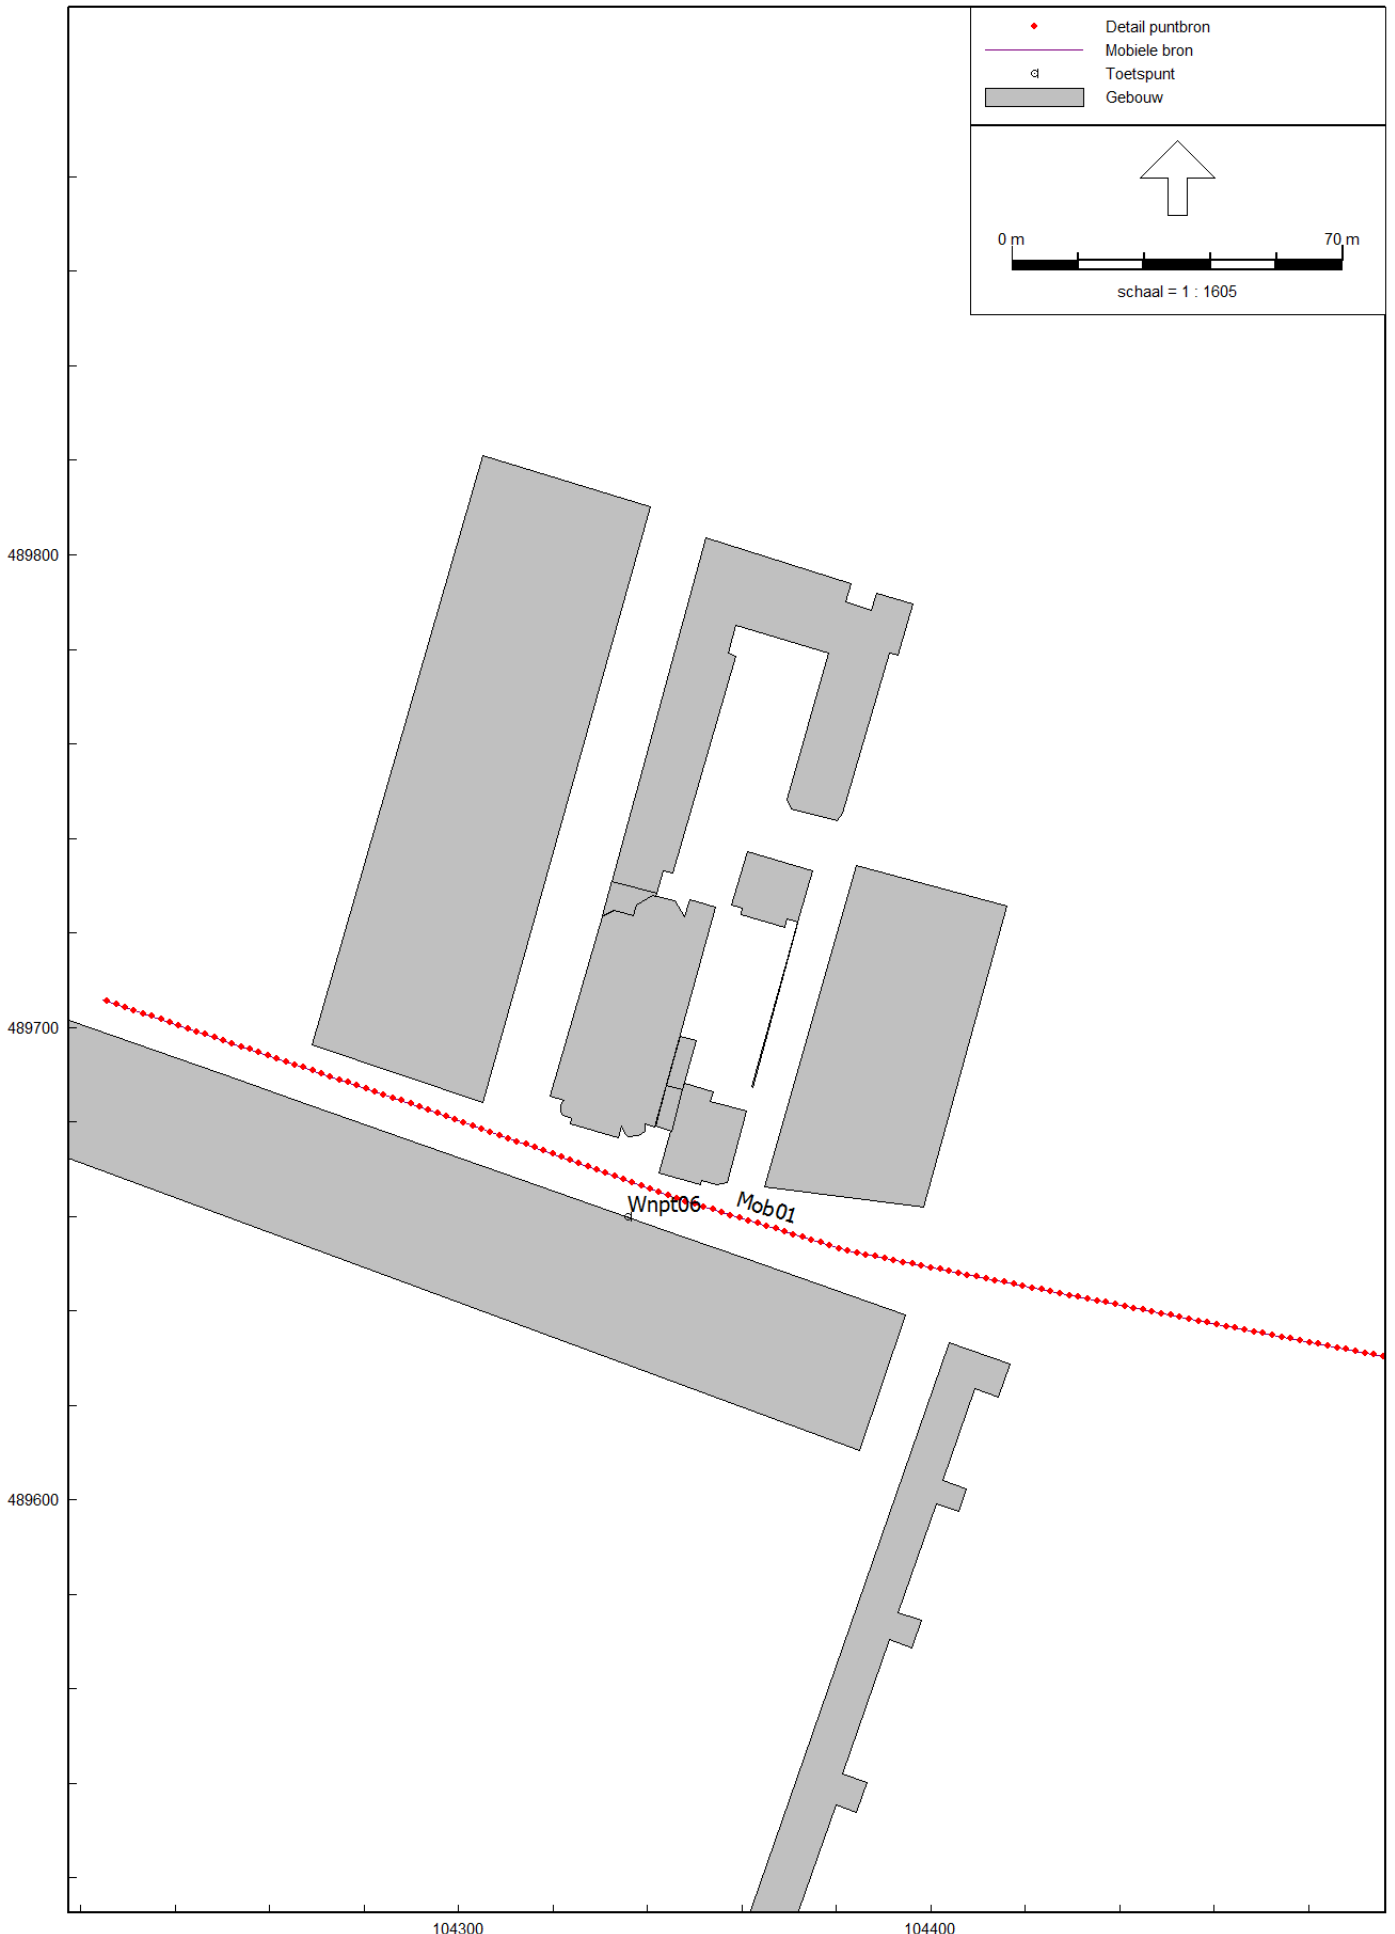 Detail puntbron
Mobiele bron
Toetspunt
Gebouw
0 m 70 m
schaal = 1 : 1605
489800
489700
Wnpt06 Mob01
489600
104300 104400